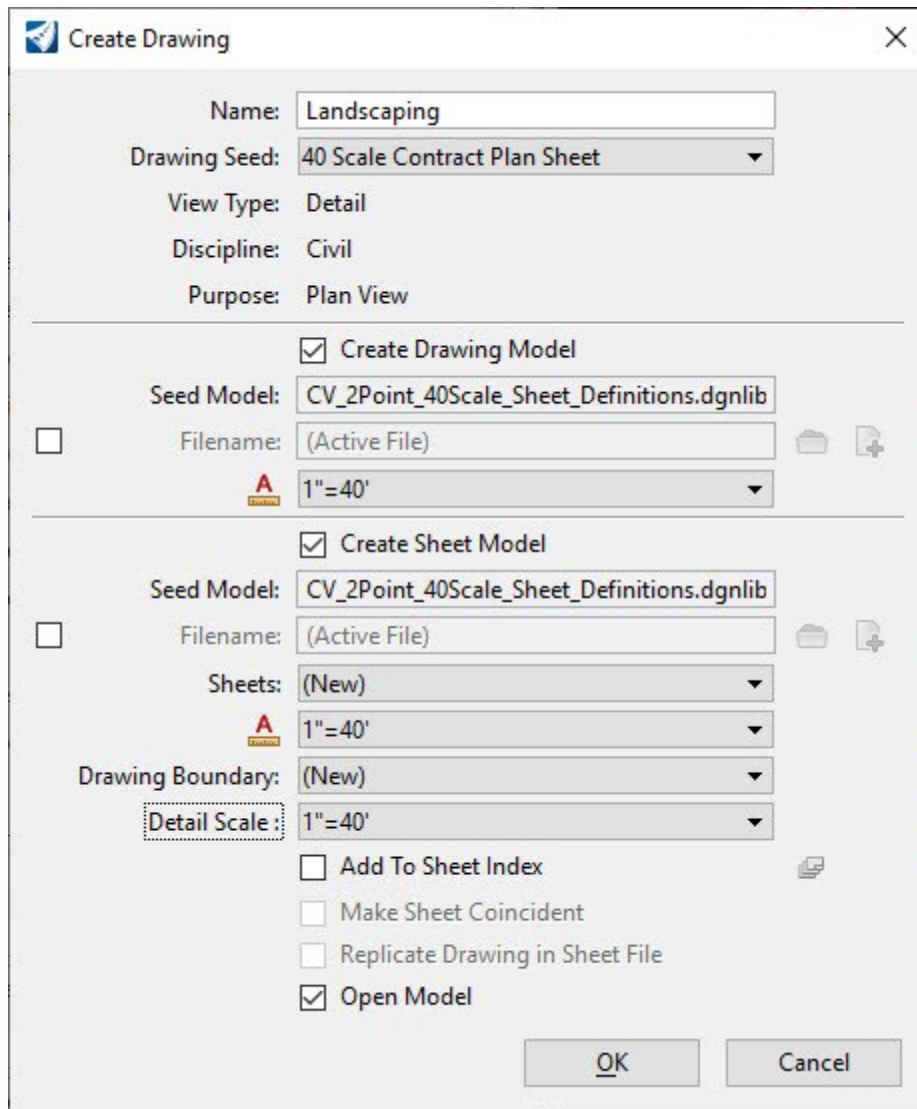 Create Drawing
Name: Landscaping
Drawing Seed: 40 Scale Contract Plan Sheet
View Type: Detail
Discipline: Civil
Purpose: Plan View
Create Drawing Model
Seed Model: CV_2Point_40Scale_Sheet_Definitions.dgnlib
Filename: (Active File)
A 1"=40'
Create Sheet Model
Seed Model: CV_2Point_40Scale_Sheet_Definitions.dgnlib
Filename: (Active File)
Sheets: (New)
A 1"=40'
Drawing Boundary: (New)
Detail Scale : 1"=40'
Add To Sheet Index
Make Sheet Coincident
Replicate Drawing in Sheet File
Open Model
OK Cancel